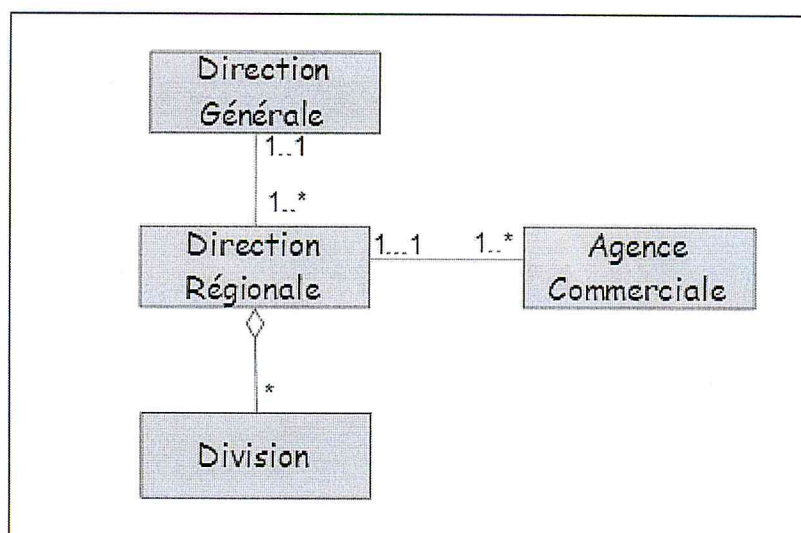 Direction
Générale
1..1
1..*
Direction
Régionale
1...1
1..*
Agence
Commerciale
*
Division